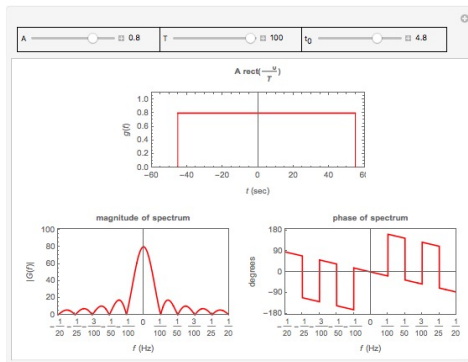 A 0.8 T 100 t0 4.8
A rect(
T
)
g(t)
1.0
0.8
0.6
0.4
0.2
0.0
-60 -40 -20 0 20 40 60
t (sec)
magnitude of spectrum
|G(f)|
100
80
60
40
20
0
-1/20 -1/25 -3/100 -1/50 -1/100 0 1/100 1/50 3/100 1/25 1/20
f (Hz)
phase of spectrum
degrees
180
90
0
-90
-180
-1/20 -1/25 -3/100 -1/50 -1/100 0 1/100 1/50 3/100 1/25 1/20
f (Hz)